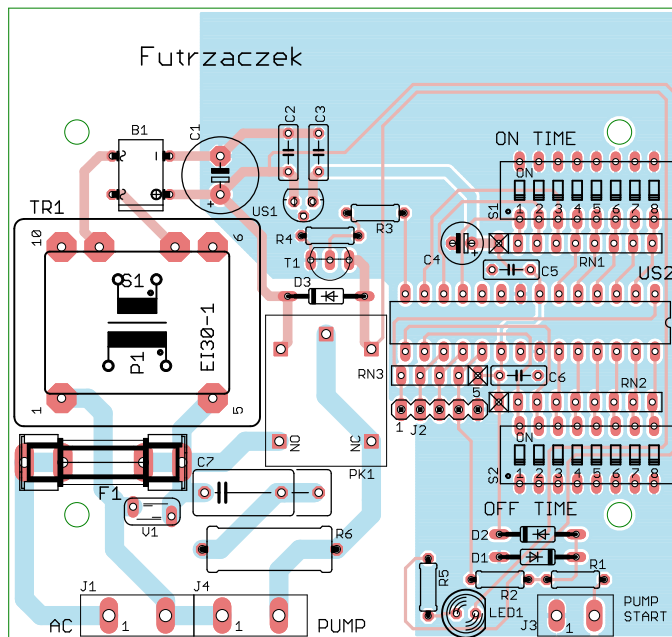 Futrzaczek
B1
C1
C2
C3
ON TIME
S1
ON
1 2 3 4 5 6 7 8
TR1
US1
R3
R4
T1
C4
RN1
C5
US2
10
6
S1
P1
EI30-1
D3
RN3
C6
RN2
1
5
1
J2
5
NO
NC
PK1
S2
ON
1 2 3 4 5 6 7 8
F1
C7
V1
OFF TIME
R6
D2
D1
R5
R2
R1
J1
J4
LED1
J3
PUMP
START
AC
1
1
PUMP
1